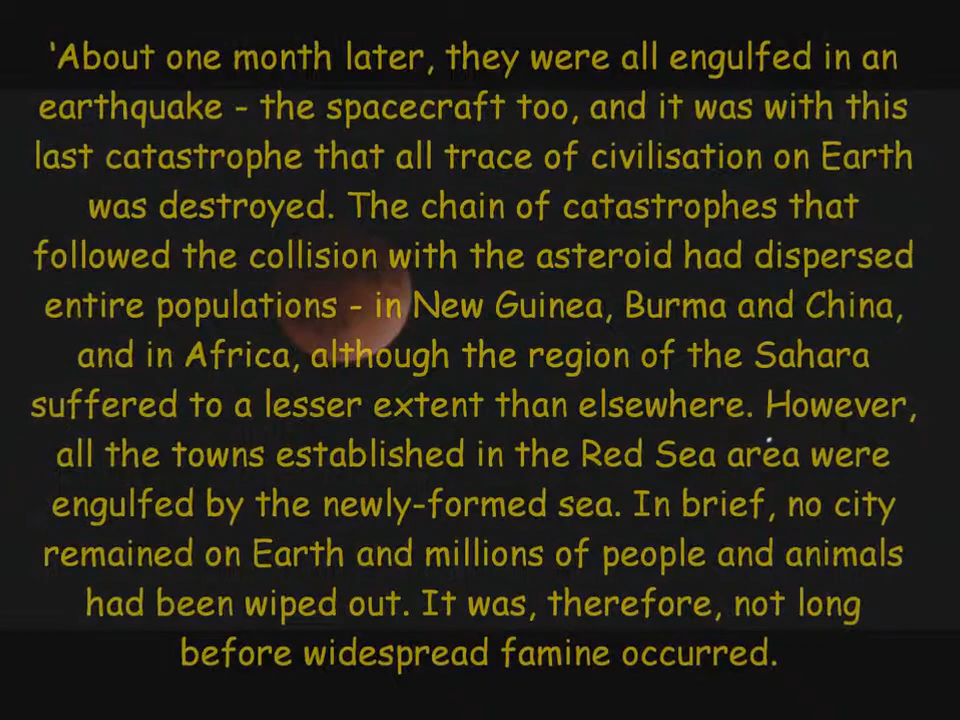 ‘About one month later, they were all engulfed in an
earthquake - the spacecraft too, and it was with this
last catastrophe that all trace of civilisation on Earth
was destroyed. The chain of catastrophes that
followed the collision with the asteroid had dispersed
entire populations - in New Guinea, Burma and China,
and in Africa, although the region of the Sahara
suffered to a lesser extent than elsewhere. However,
all the towns established in the Red Sea area were
engulfed by the newly-formed sea. In brief, no city
remained on Earth and millions of people and animals
had been wiped out. It was, therefore, not long
before widespread famine occurred.